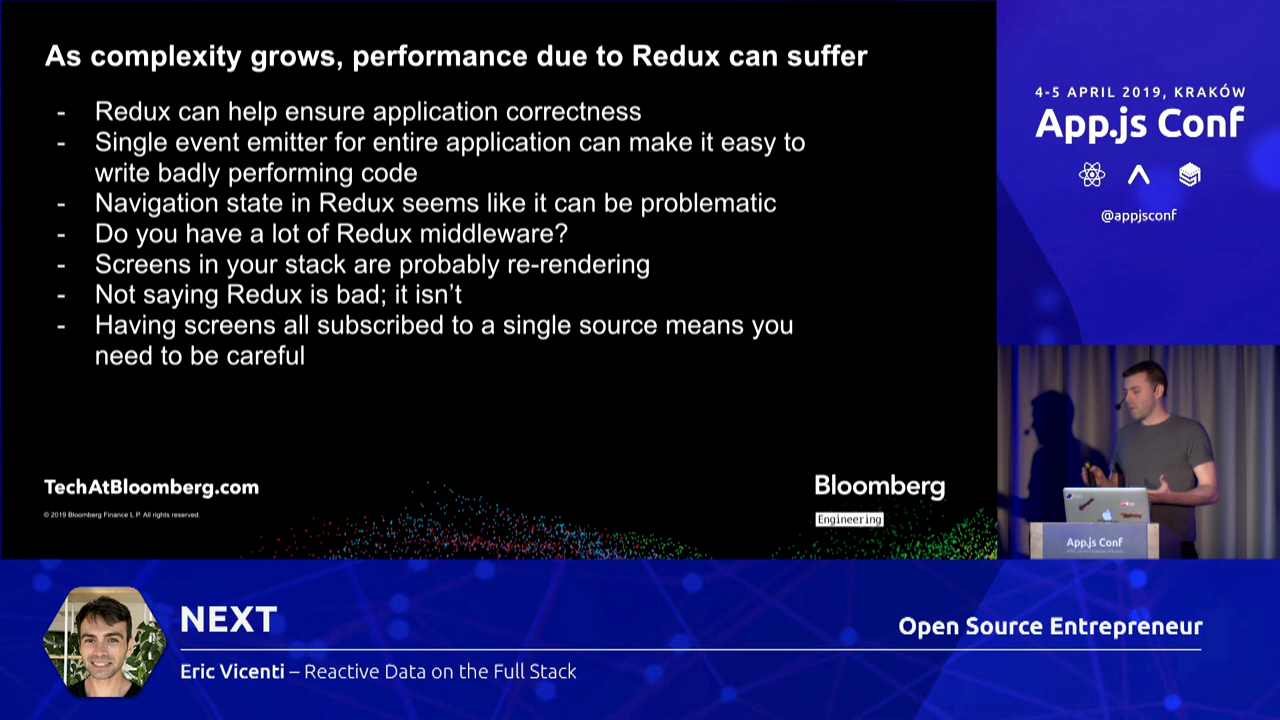 As complexity grows, performance due to Redux can suffer
- Redux can help ensure application correctness
- Single event emitter for entire application can make it easy to
write badly performing code
- Navigation state in Redux seems like it can be problematic
- Do you have a lot of Redux middleware?
- Screens in your stack are probably re-rendering
- Not saying Redux is bad; it isn’t
- Having screens all subscribed to a single source means you
need to be careful
TechAtBloomberg.com
© 2019 Bloomberg Finance L.P. All rights reserved.
Bloomberg
Engineering
4-5 APRIL 2019, KRAKÓW
App.js Conf
@appjsconf
App.js Conf
NEXT
Open Source Entrepreneur
Eric Vicenti – Reactive Data on the Full Stack